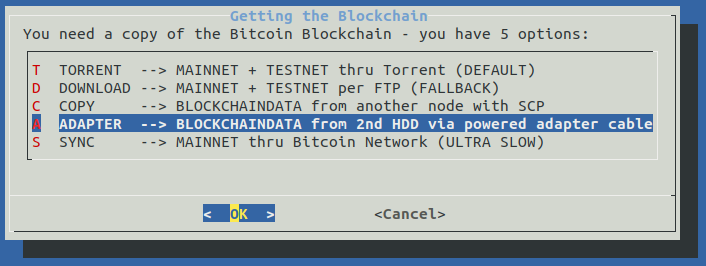 Getting the Blockchain
You need a copy of the Bitcoin Blockchain - you have 5 options:
T TORRENT --> MAINNET + TESTNET thru Torrent (DEFAULT)
D DOWNLOAD --> MAINNET + TESTNET per FTP (FALLBACK)
C COPY --> BLOCKCHAINDATA from another node with SCP
A ADAPTER --> BLOCKCHAINDATA from 2nd HDD via powered adapter cable
S SYNC --> MAINNET thru Bitcoin Network (ULTRA SLOW)
< OK > <Cancel>